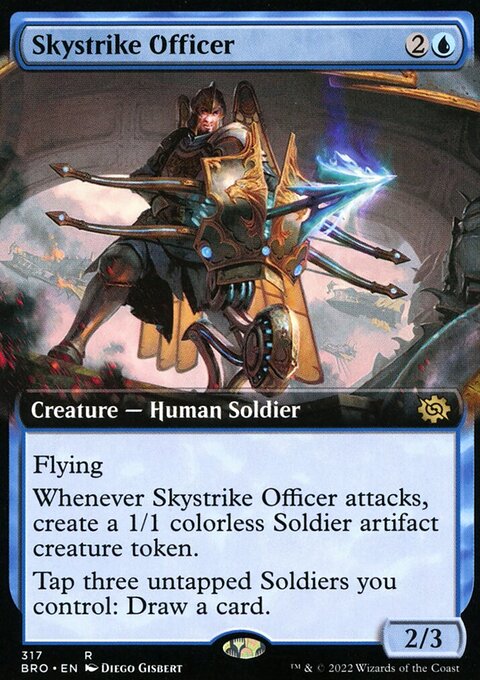 Skystrike Officer 2
Creature — Human Soldier
Flying
Whenever Skystrike Officer attacks,
create a 1/1 colorless Soldier artifact
creature token.
Tap three untapped Soldiers you
control: Draw a card.
2/3
317 R
BRO • EN Diego Gisbert
™ & © 2022 Wizards of the Coast